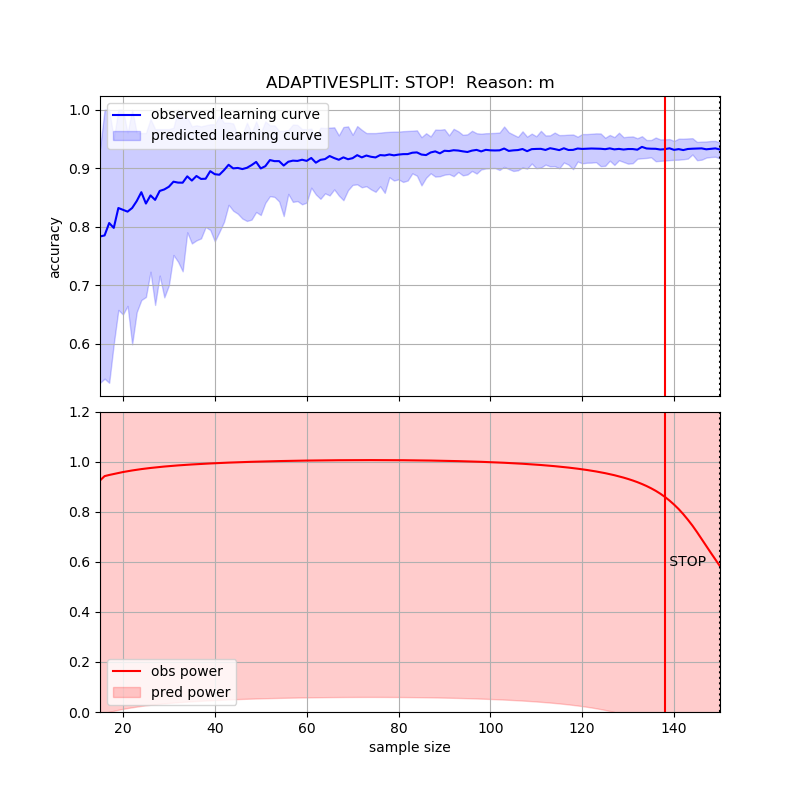 ADAPTIVESPLIT: STOP!  Reason: m
observed learning curve
predicted learning curve
1.0
0.9
0.8
0.7
0.6
accuracy
1.2
1.0
0.8
0.6
0.4
0.2
0.0
STOP
obs power
pred power
20 40 60 80 100 120 140
sample size